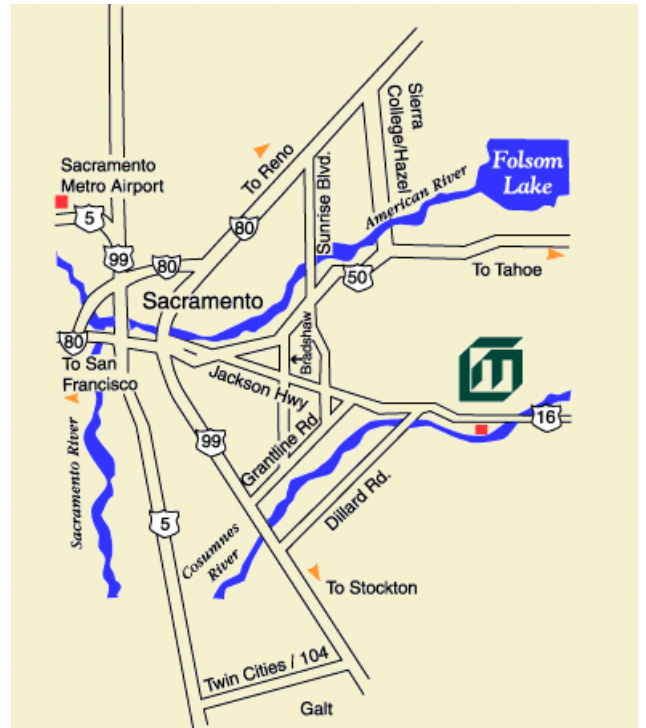 Sierra
College/Hazel
To Reno
Folsom
Lake
Sacramento
Metro Airport
Sunrise Blvd.
American River
5
80
99
80
To Tahoe
50
Sacramento
80
To San
Francisco
Bradshaw
Jackson Hwy
16
99
Grantline Rd.
Sacramento River
Dillard Rd.
5
Cosumnes
River
To Stockton
Twin Cities / 104
Galt